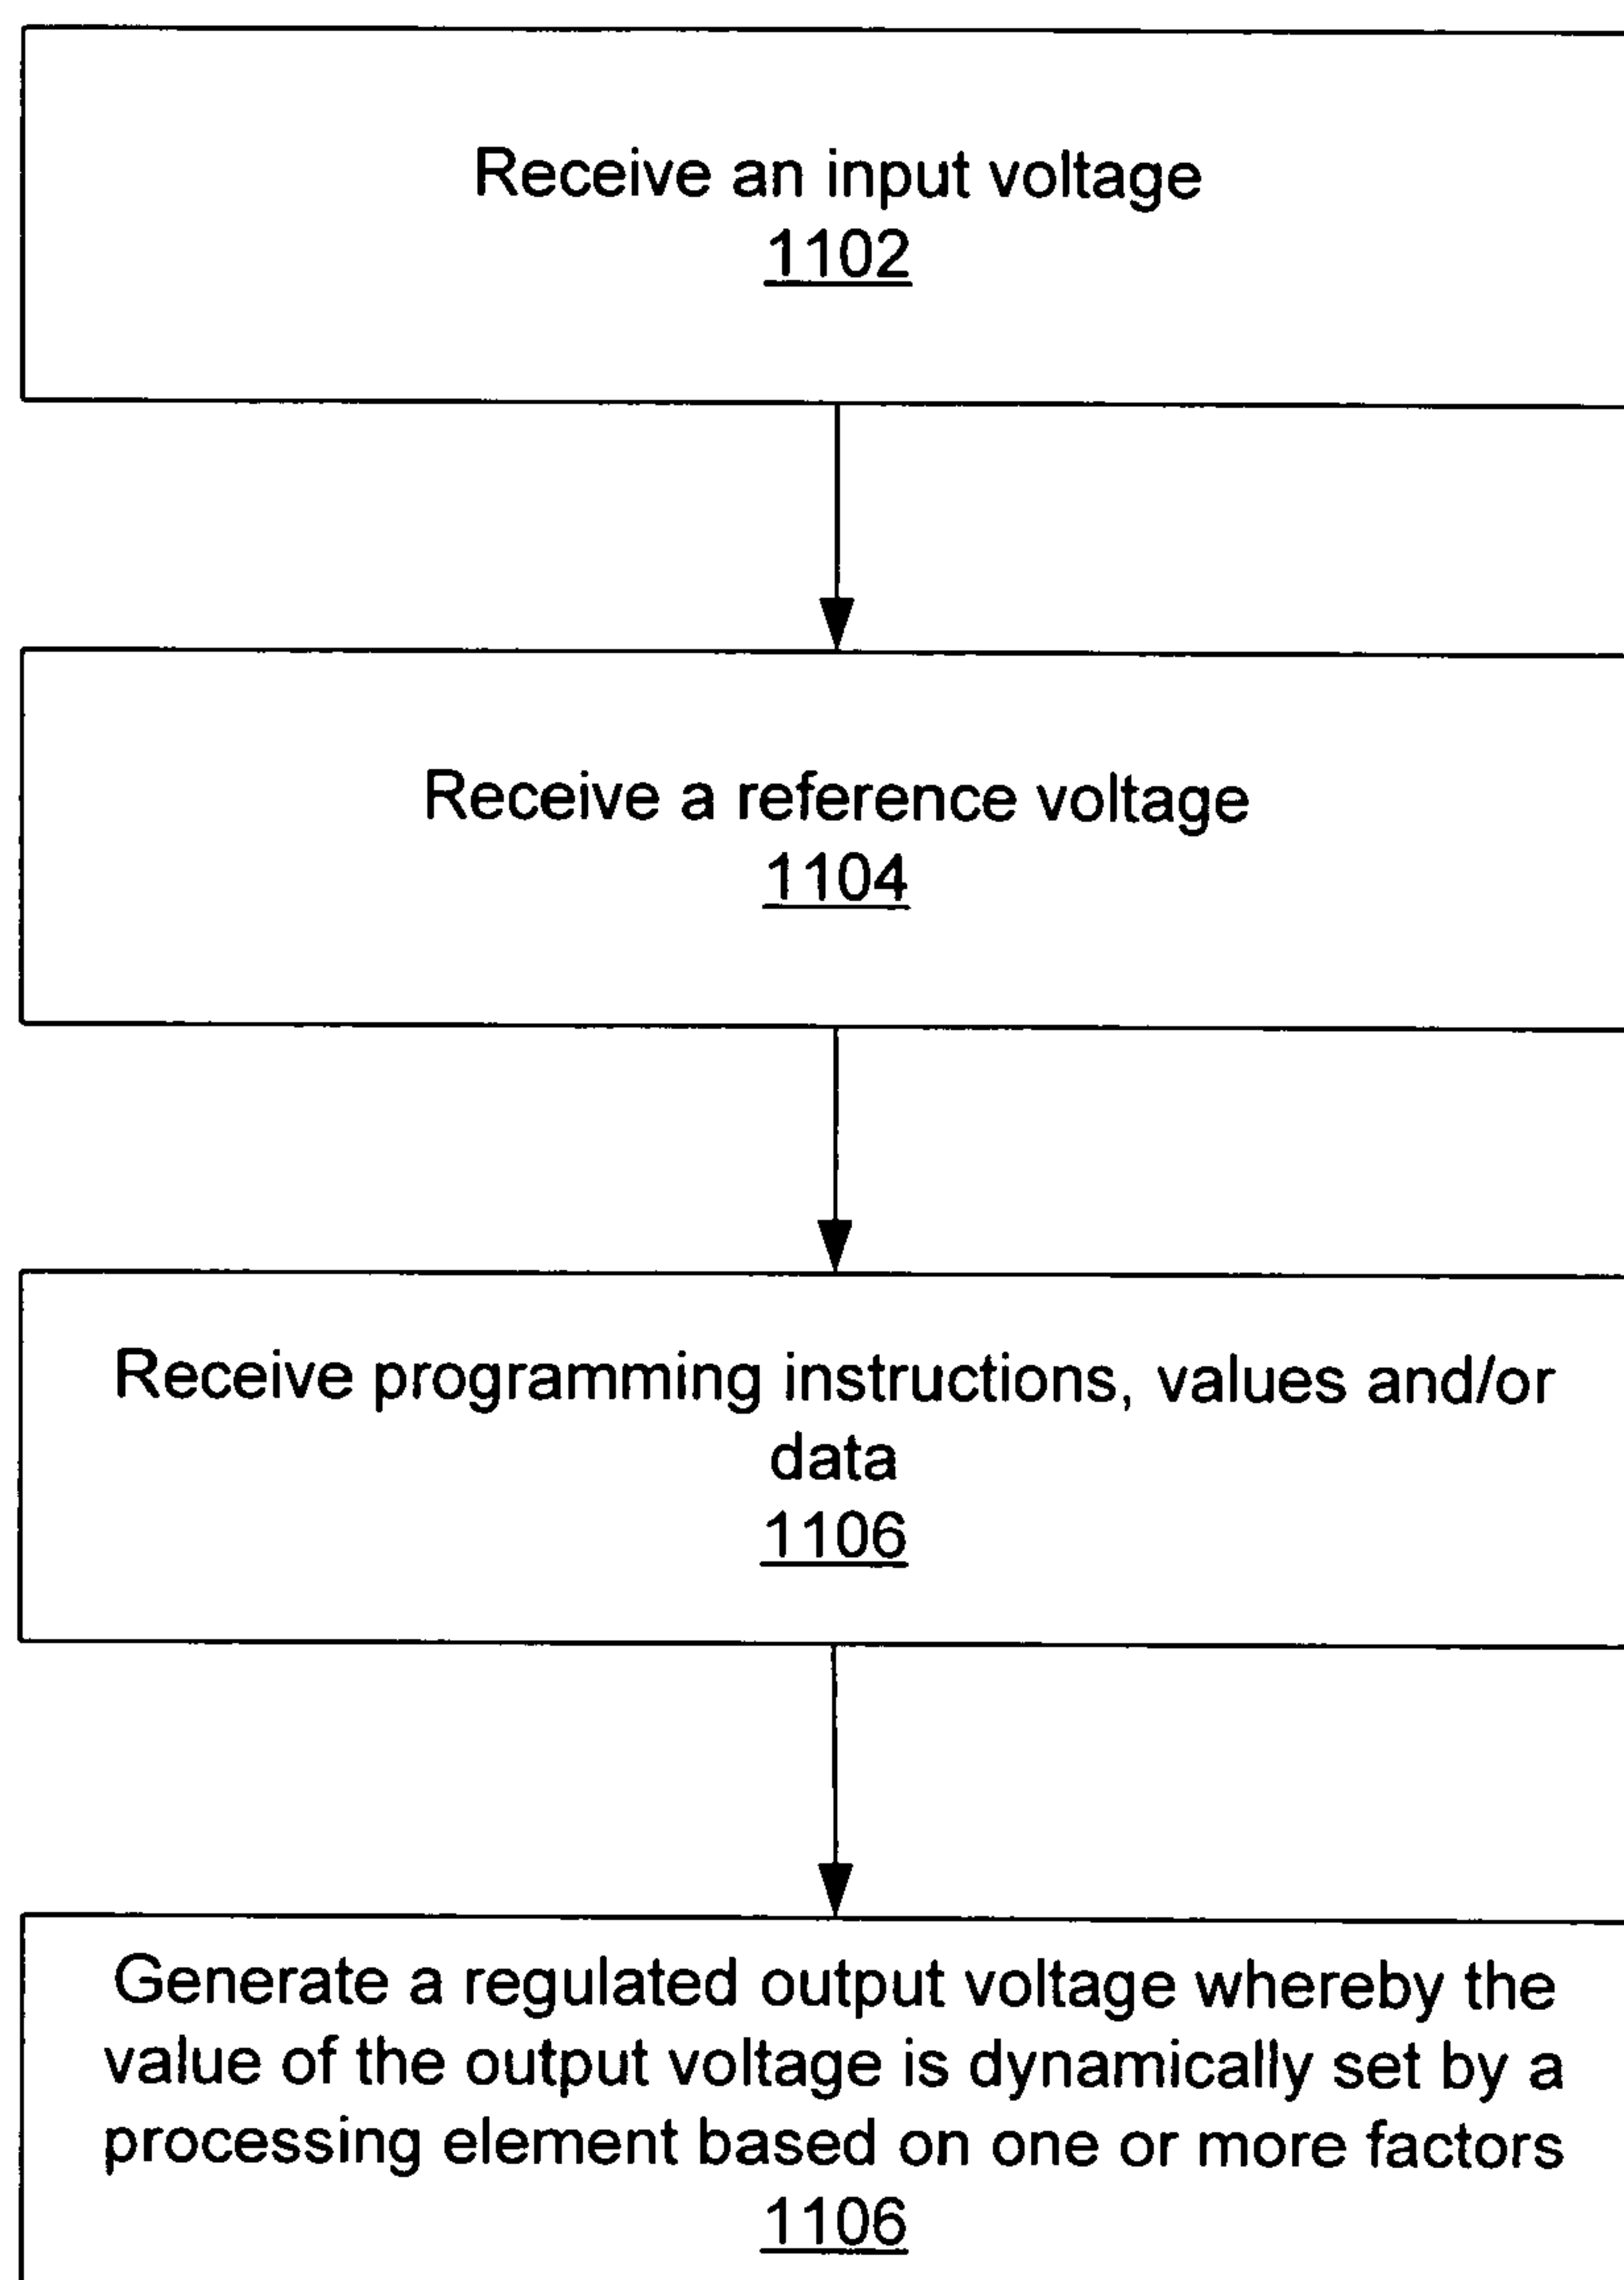 Receive an input voltage
1102
Receive a reference voltage
1104
Receive programming instructions, values and/or
data
1106
Generate a regulated output voltage whereby the
value of the output voltage is dynamically set by a
processing element based on one or more factors
1106